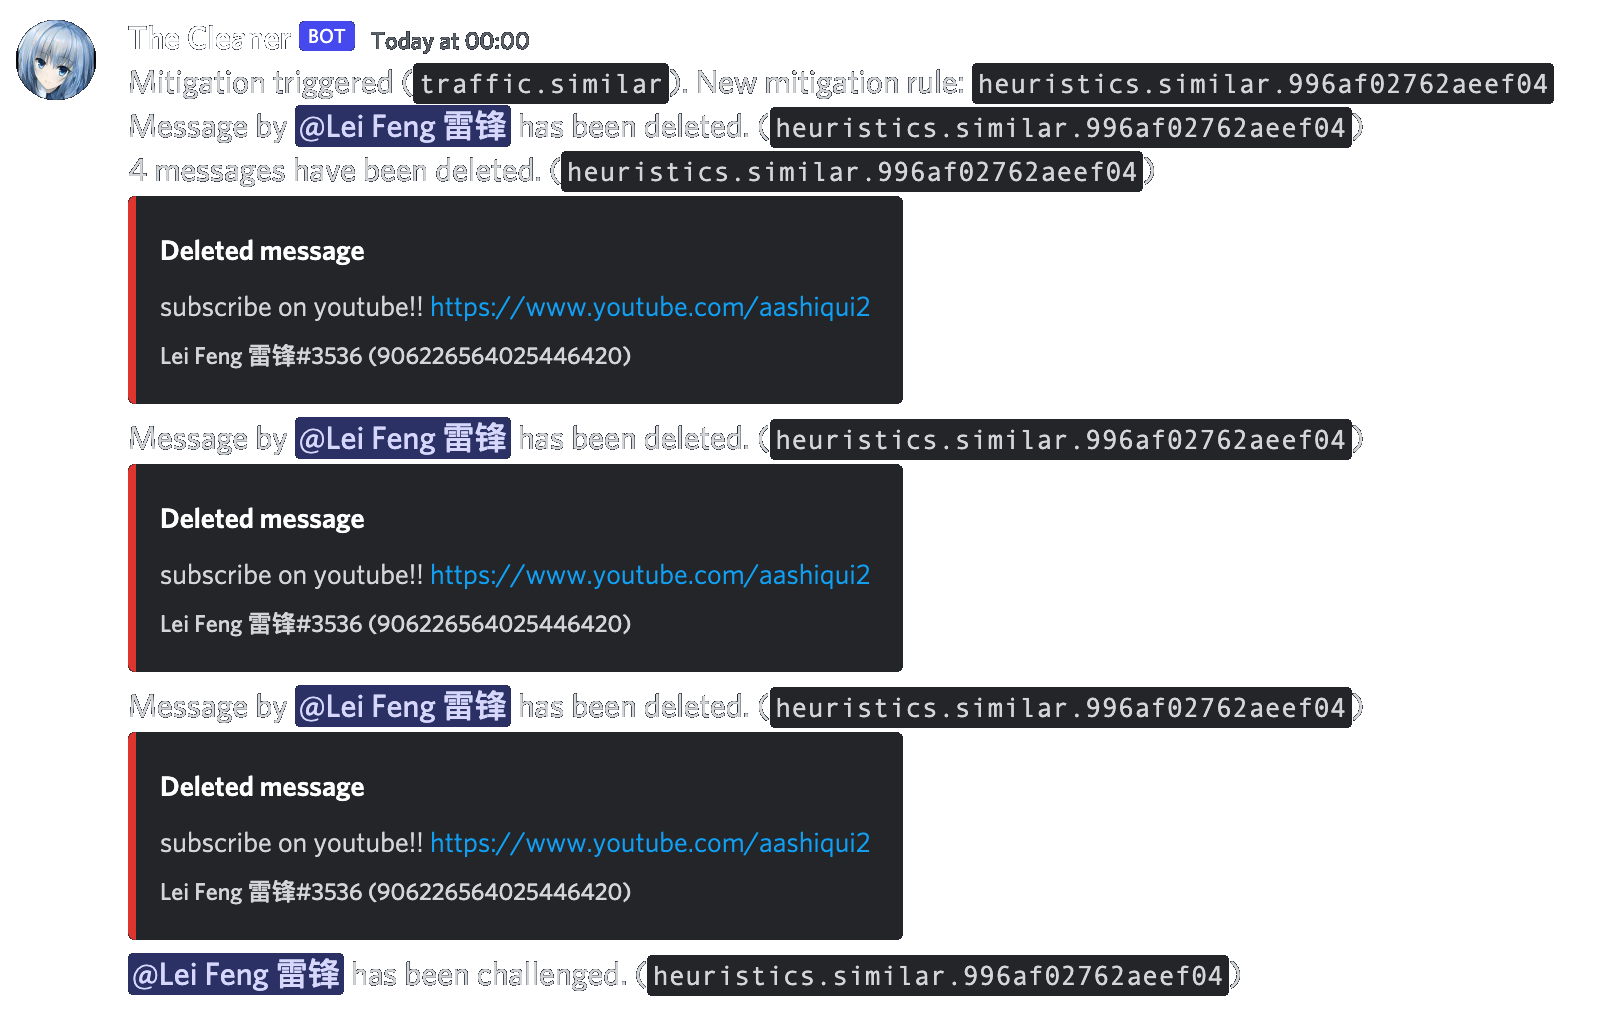 The Cleaner BOT Today at 00:00
Mitigation triggered (traffic.similar). New mitigation rule: heuristics.similar.996af02762aeef04
Message by @Lei Feng 雷锋 has been deleted. (heuristics.similar.996af02762aeef04)
4 messages have been deleted. (heuristics.similar.996af02762aeef04)
Deleted message
subscribe on youtube!! https://www.youtube.com/aashiqui2
Lei Feng 雷锋#3536 (906226564025446420)
Message by @Lei Feng 雷锋 has been deleted. (heuristics.similar.996af02762aeef04)
Deleted message
subscribe on youtube!! https://www.youtube.com/aashiqui2
Lei Feng 雷锋#3536 (906226564025446420)
Message by @Lei Feng 雷锋 has been deleted. (heuristics.similar.996af02762aeef04)
Deleted message
subscribe on youtube!! https://www.youtube.com/aashiqui2
Lei Feng 雷锋#3536 (906226564025446420)
@Lei Feng 雷锋 has been challenged. (heuristics.similar.996af02762aeef04)